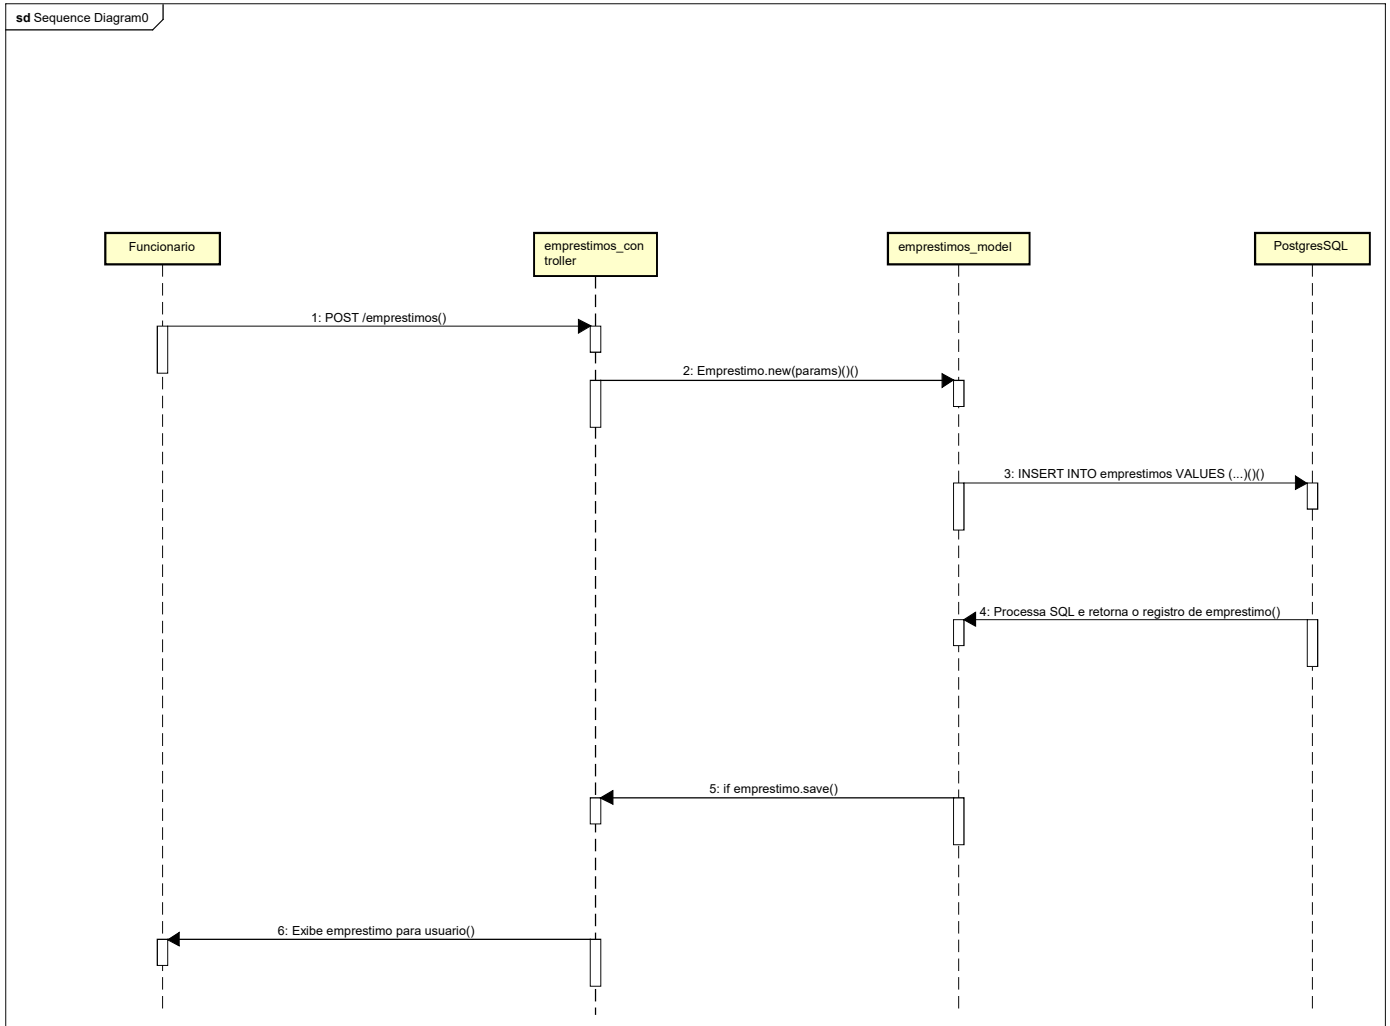 sd Sequence Diagram0
Funcionario
emprestimos_con
troller
emprestimos_model
PostgresSQL
1: POST /emprestimos()
2: Emprestimo.new(params)()()
3: INSERT INTO emprestimos VALUES (...)()()
4: Processa SQL e retorna o registro de emprestimo()
5: if emprestimo.save()
6: Exibe emprestimo para usuario()